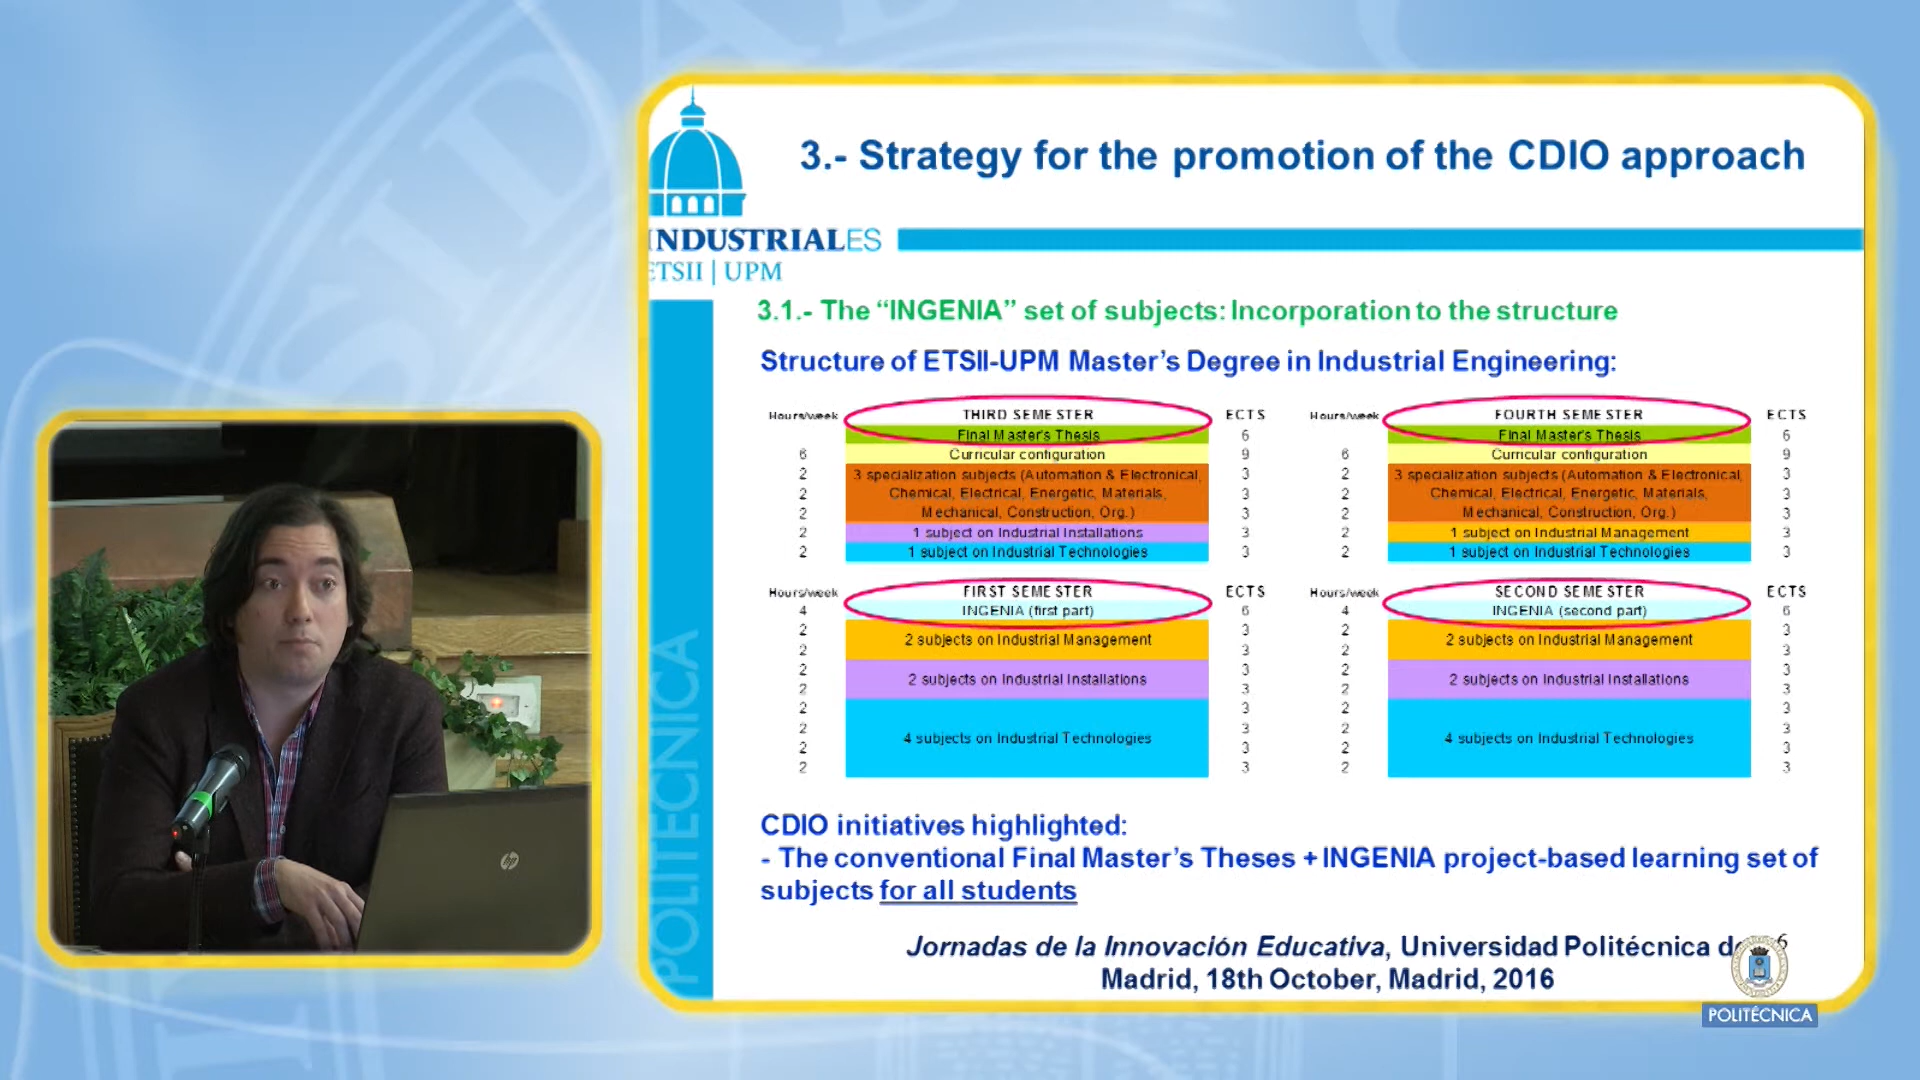 3.- Strategy for the promotion of the CDIO approach
INDUSTRIALES
ETSII | UPM
3.1.- The “INGENIA” set of subjects: Incorporation to the structure
Structure of ETSII-UPM Master’s Degree in Industrial Engineering:
Hours/week THIRD SEMESTER ECTS
Final Master's Thesis 6
6 Curricular configuration 9
2 3 specialization subjects (Automation & Electronical, 3
2 Chemical, Electrical, Energetic, Materials, 3
2 Mechanical, Construction, Org.) 3
2 1 subject on Industrial Installations 3
2 1 subject on Industrial Technologies 3
Hours/week FOURTH SEMESTER ECTS
Final Master's Thesis 6
6 Curricular configuration 9
2 3 specialization subjects (Automation & Electronical, 3
2 Chemical, Electrical, Energetic, Materials, 3
2 Mechanical, Construction, Org.) 3
2 1 subject on Industrial Management 3
2 1 subject on Industrial Technologies 3
Hours/week FIRST SEMESTER ECTS
4 INGENIA (first part) 6
2 3
2 subjects on Industrial Management
2 3
2 3
2 subjects on Industrial Installations
2 3
2 3
2 3
4 subjects on Industrial Technologies
2 3
2 3
Hours/week SECOND SEMESTER ECTS
4 INGENIA (second part) 6
2 3
2 subjects on Industrial Management
2 3
2 3
2 subjects on Industrial Installations
2 3
2 3
2 3
4 subjects on Industrial Technologies
2 3
2 3
CDIO initiatives highlighted:
- The conventional Final Master’s Theses + INGENIA project-based learning set of
subjects for all students
Jornadas de la Innovación Educativa, Universidad Politécnica d 6
Madrid, 18th October, Madrid, 2016
POLITÉCNICA
POLITÉCNICA
hp